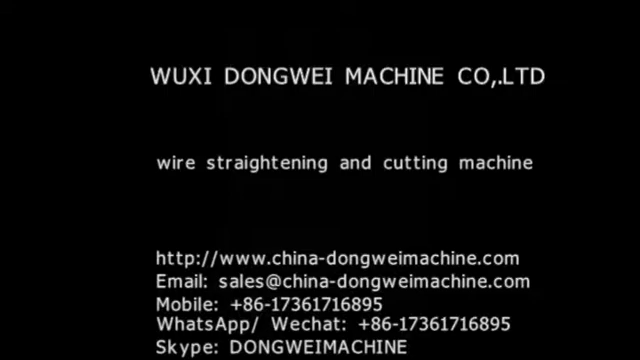 WUXI DONGWEI MACHINE CO,.LTD
wire straightening and cutting machine
http://www.china-dongweimachine.com
Email: sales@china-dongweimachine.com
Mobile: +86-17361716895
WhatsApp/ Wechat: +86-17361716895
Skype: DONGWEIMACHINE